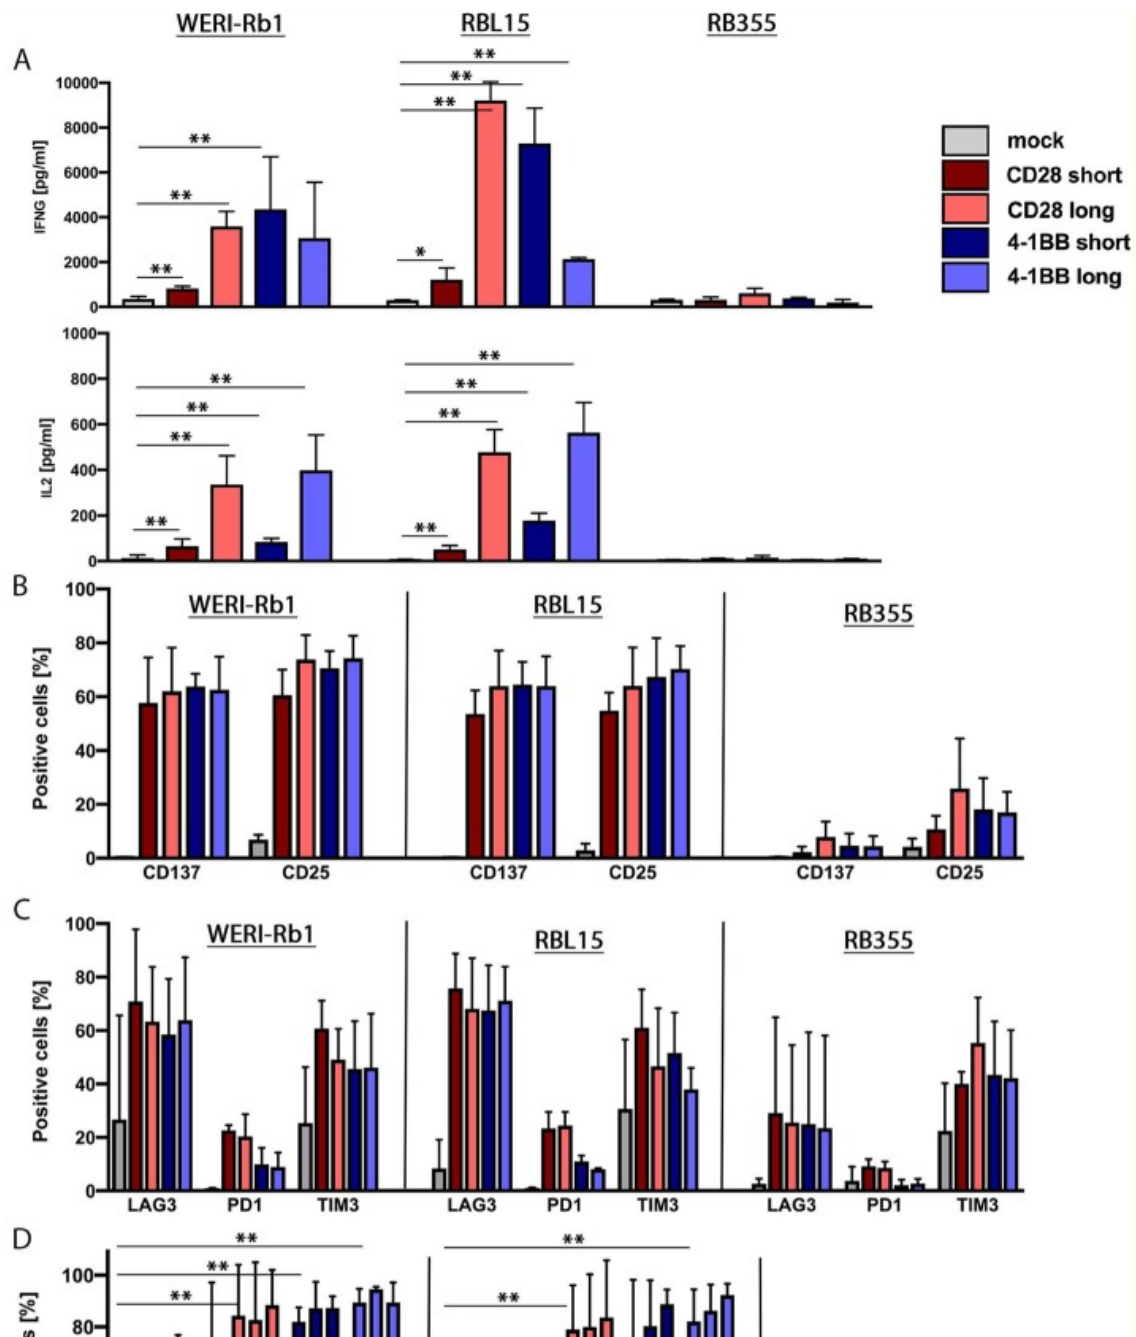 WERI-Rb1 RBL15 RB355
A
10000
8000
6000
4000
2000
0
IFNG [pg/ml]
** ** **
* ** ** **
mock
CD28 short
CD28 long
4-1BB short
4-1BB long
1000
800
600
400
200
0
IL2 [pg/ml]
** ** ** **
** ** ** **
B
100
80
60
40
20
0
Positive cells [%]
WERI-Rb1 RBL15 RB355
CD137 CD25 CD137 CD25 CD137 CD25
C
100
80
60
40
20
0
Positive cells [%]
WERI-Rb1 RBL15 RB355
LAG3 PD1 TIM3 LAG3 PD1 TIM3 LAG3 PD1 TIM3
D
100
80
s [%]
** ** **
** **